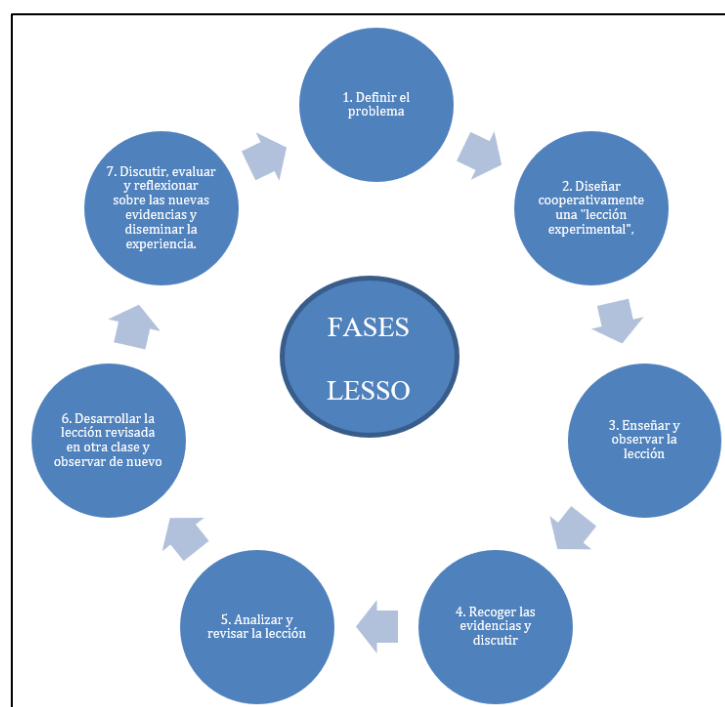 1. Definir el
problema
2. Diseñar
cooperativamente
una "lección
experimental",
3. Enseñar y
observar la
lección
4. Recoger las
evidencias y
discutir
5. Analizar y
revisar la lección
6. Desarrollar la
lección revisada
en otra clase y
observar de nuevo
7. Discutir, evaluar
y reflexionar
sobre las nuevas
evidencias y
diseminar la
experiencia.
FASES
LESSO